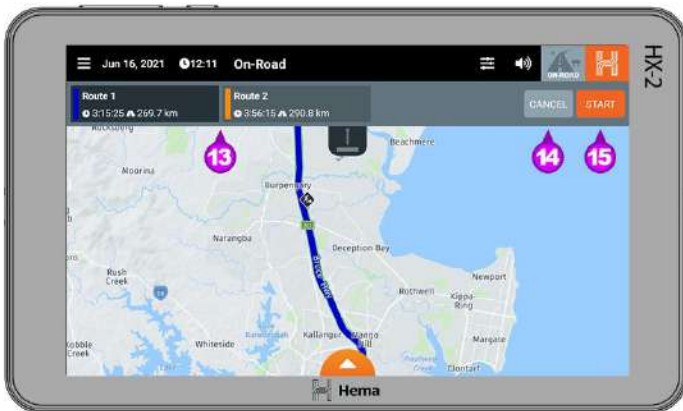 Jun 16, 2021 12:11 On-Road
ON-ROAD
HX-2
Route 1
3:15:25 269.7 km
Route 2
3:56:15 290.8 km
CANCEL
START
13
14
15
Beachmere
Moorina
Burpengary
Narangba
Deception Bay
Bruce Hwy
Rush
Creek
Newport
Rothwell
Kippa-
Ring
Whiteside
Kallangur
Mango
Hill
Margate
Clontarf
Hema